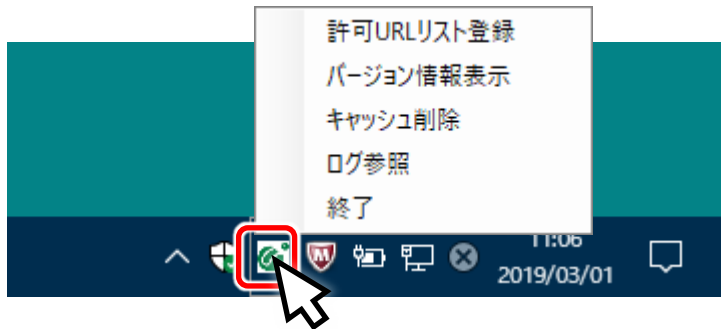 許可URLリスト登録
バージョン情報表示
キャッシュ削除
ログ参照
終了
11:06
2019/03/01